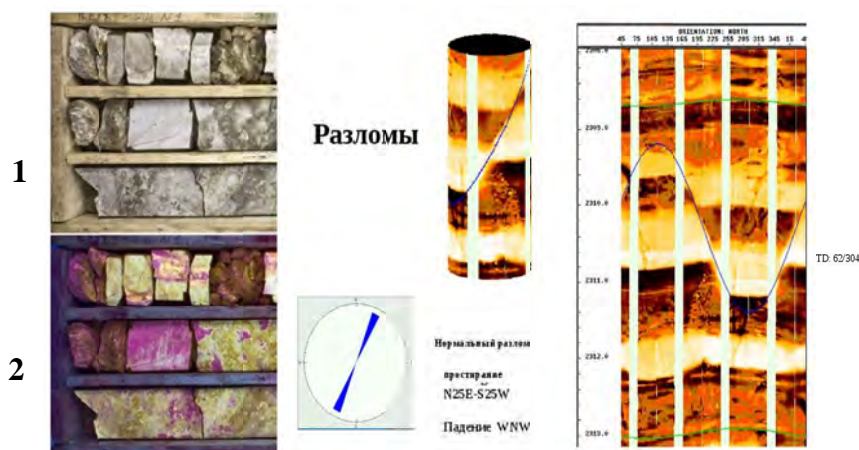 1
2
Разломы
Нормальный разлом
простирание
N25E-S25W
Падение WNW
ORIENTATION: NORTH
45 75 105 135 165 195 225 255 285 315 345 15
2309.0
2310.0
2311.0
2312.0
2313.0
TD: 62/304